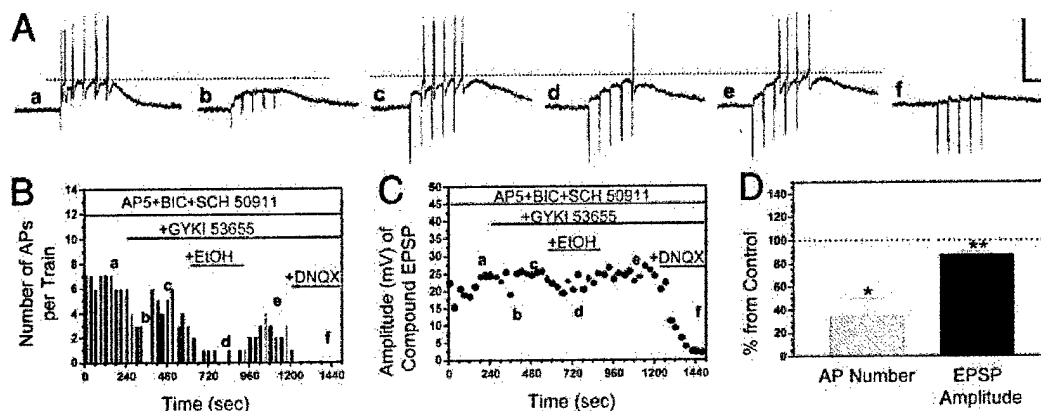 A
a
b
c
d
e
f
B
Number of APs per Train
14
12
10
8
6
4
2
0
AP5+BIC+SCH 50911
+GYKI 53655
+EtOH
+DNQX
a
b
c
d
e
f
0 240 480 720 960 1200 1440
Time (sec)
C
Amplitude (mV) of Compound EPSP
50
45
40
35
30
25
20
15
10
5
0
AP5+BIC+SCH 50911
+GYKI 53655
+EtOH
+DNQX
a
b
c
d
e
f
0 240 480 720 960 1200 1440
Time (sec)
D
% from Control
140
120
100
80
60
40
20
0
*
**
AP Number
EPSP Amplitude